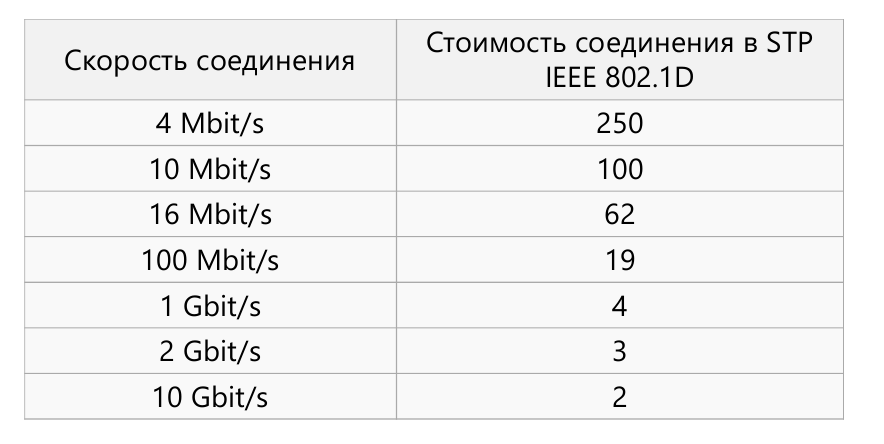 Скорость соединения
Стоимость соединения в STP
IEEE 802.1D
4 Mbit/s 250
10 Mbit/s 100
16 Mbit/s 62
100 Mbit/s 19
1 Gbit/s 4
2 Gbit/s 3
10 Gbit/s 2